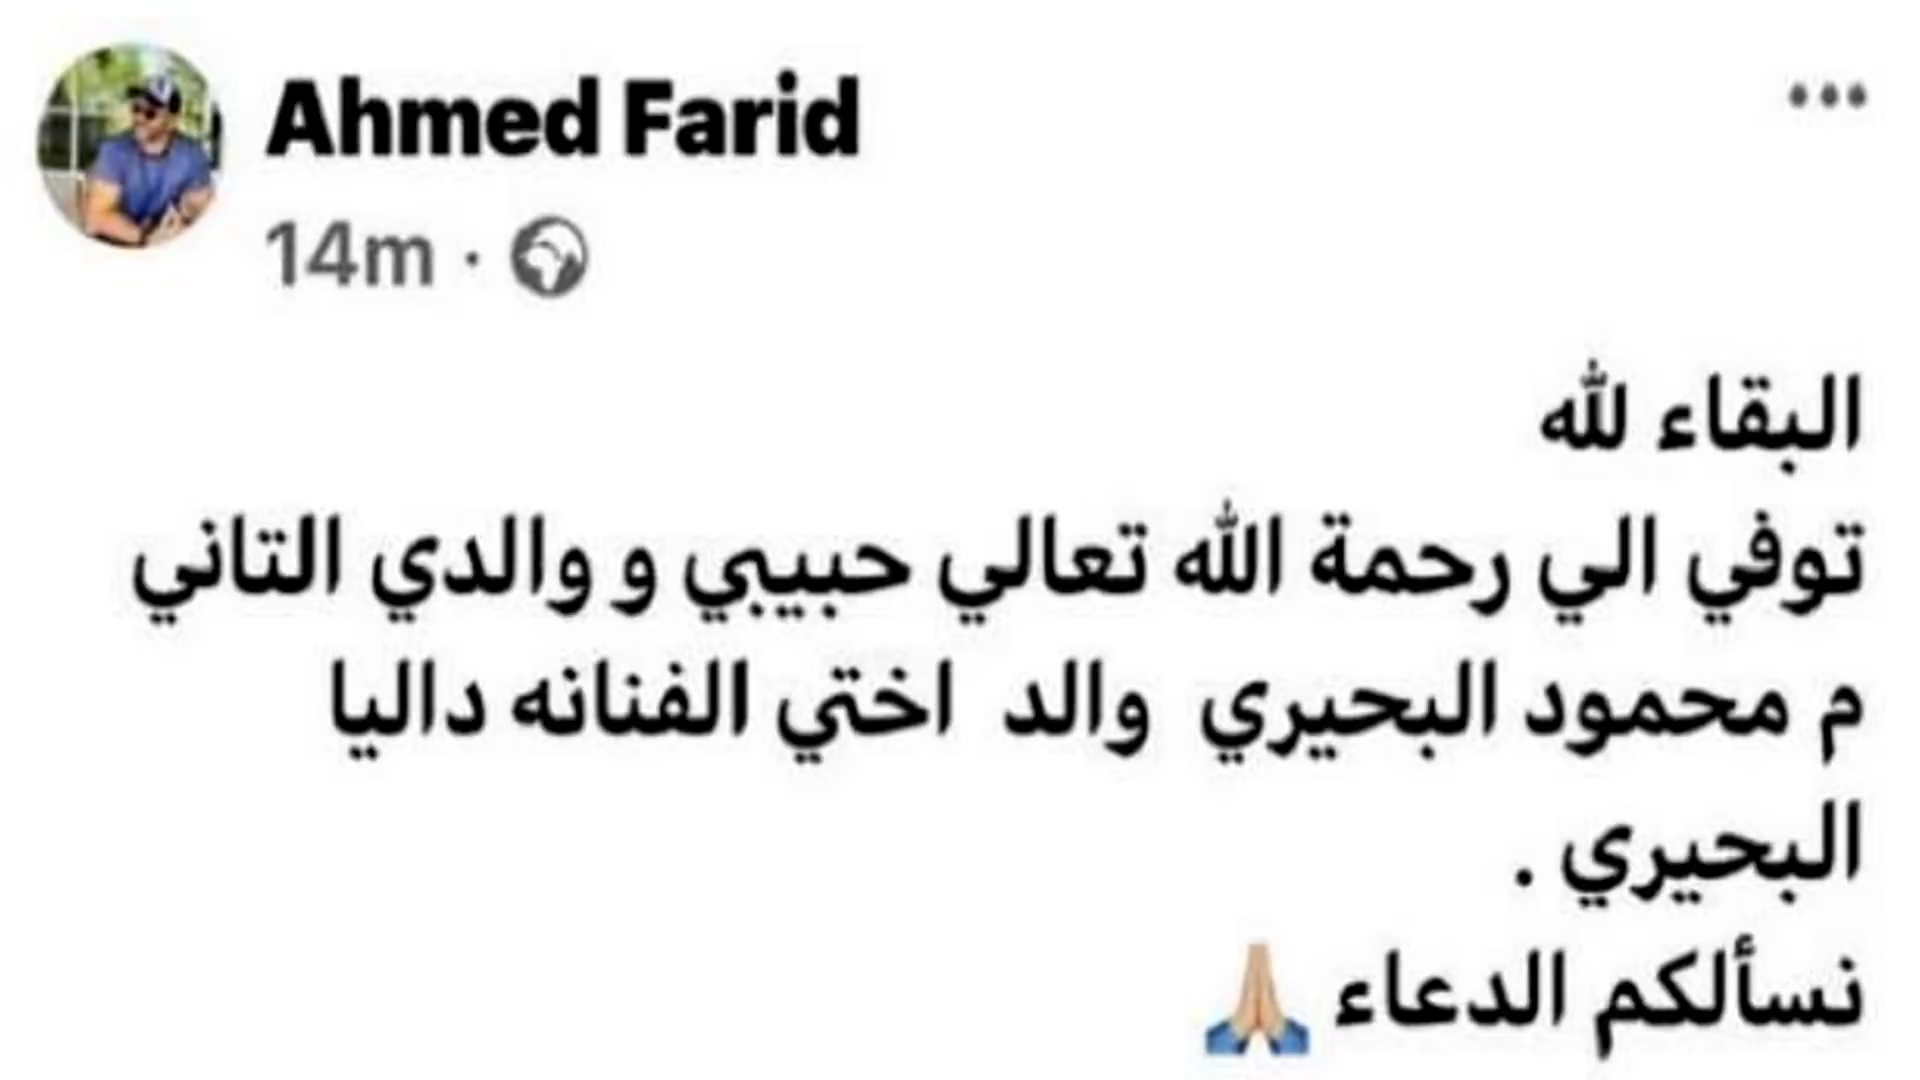 Ahmed Farid
14m ·
البقاء لله
توفي الي رحمة الله تعالي حبيبي و والدي التاني
م محمود البحيري والد اختي الفنانه داليا
البحيري .
نسألكم الدعاء 🙏🏼